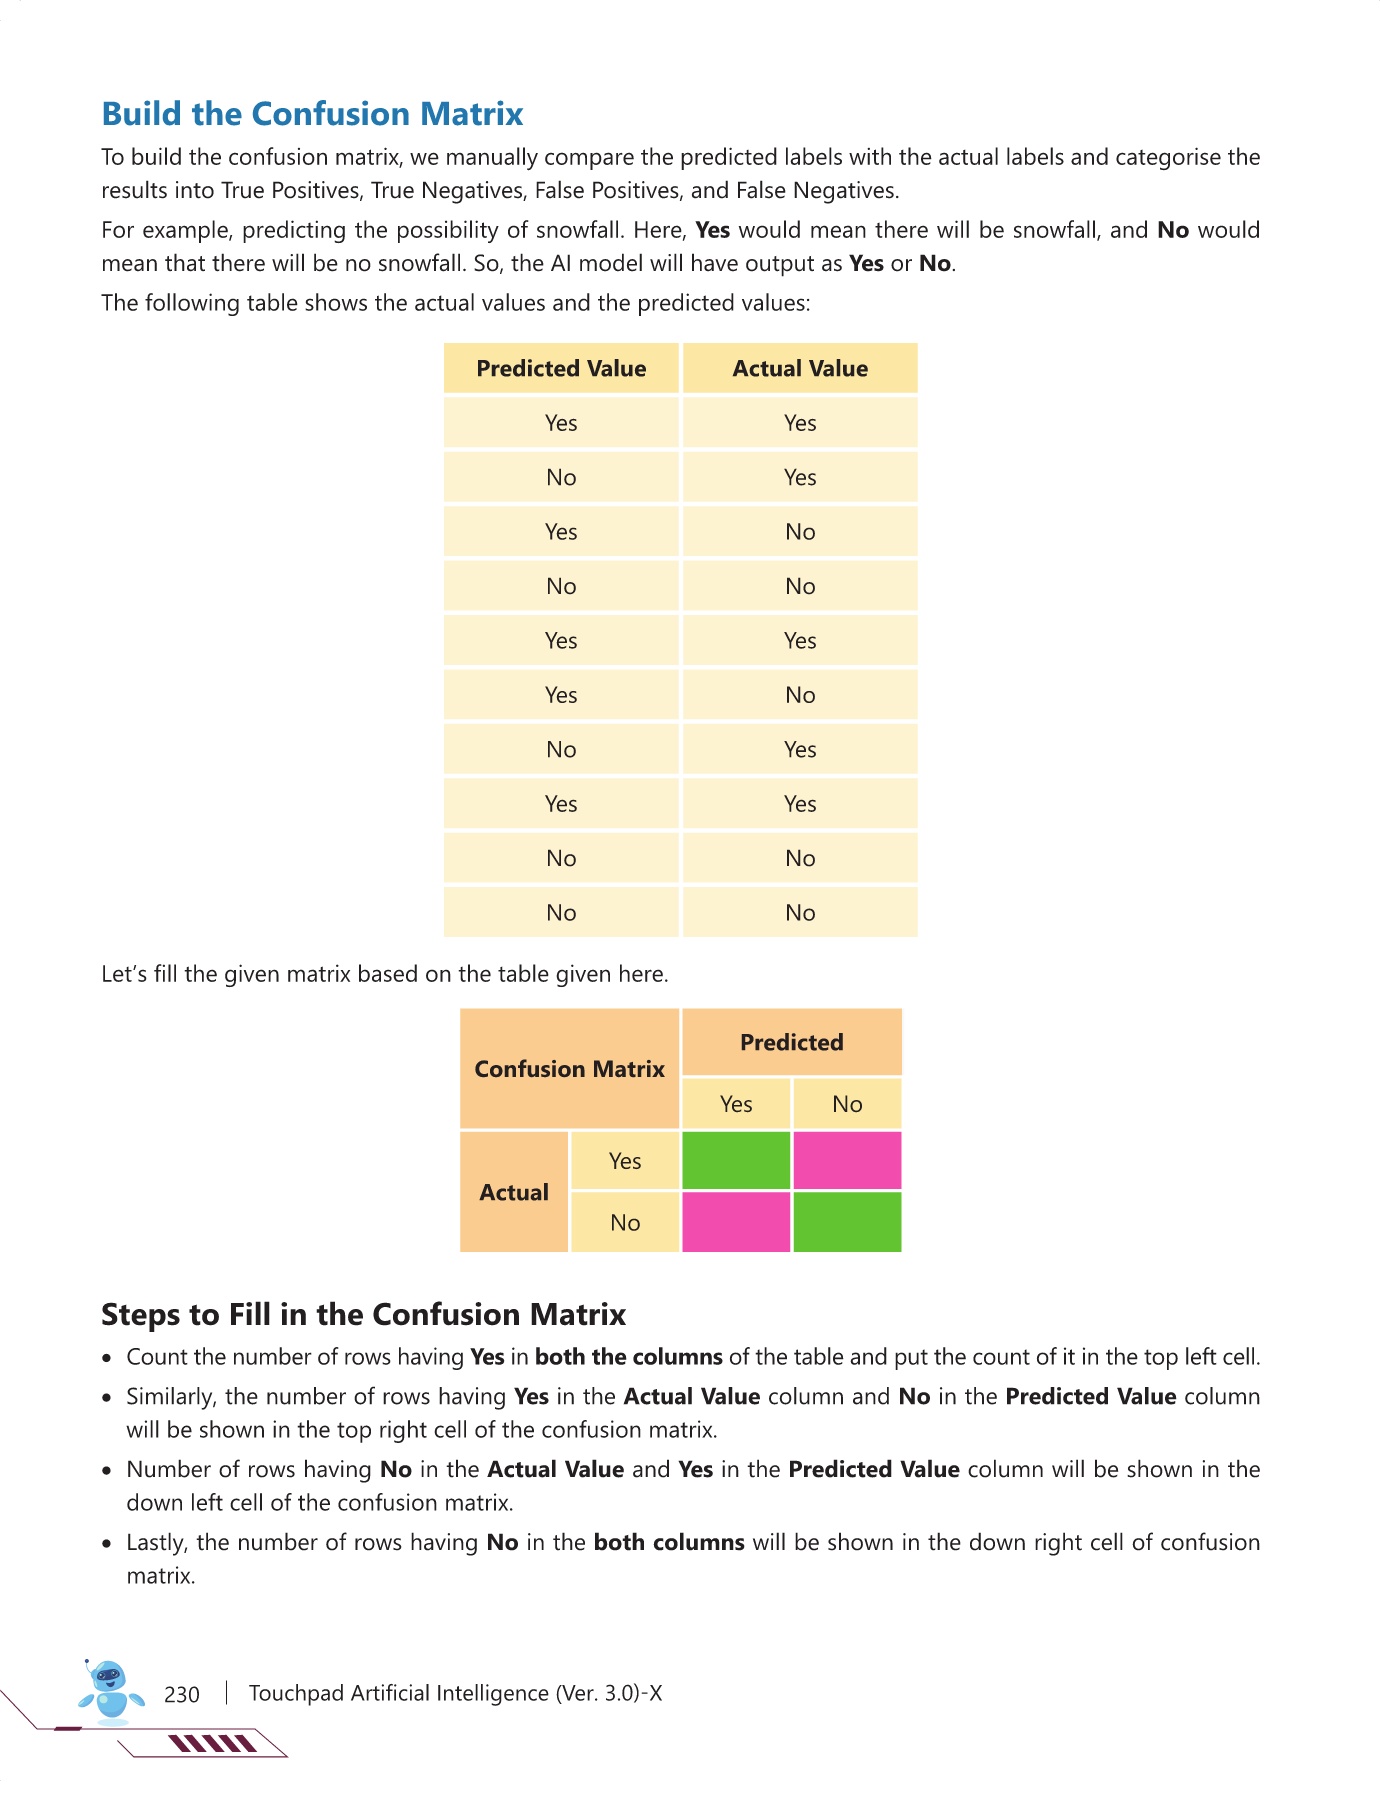 Build the Confusion Matrix
To build the confusion matrix, we manually compare the predicted labels with the actual labels and categorise the
results into True Positives, True Negatives, False Positives, and False Negatives.
For example, predicting the possibility of snowfall. Here, Yes would mean there will be snowfall, and No would
mean that there will be no snowfall. So, the AI model will have output as Yes or No.
The following table shows the actual values and the predicted values:
Predicted Value Actual Value
Yes Yes
No Yes
Yes No
No No
Yes Yes
Yes No
No Yes
Yes Yes
No No
No No
Let’s fill the given matrix based on the table given here.
Predicted
Confusion Matrix
Yes No
Yes
Actual
No
Steps to Fill in the Confusion Matrix
• Count the number of rows having Yes in both the columns of the table and put the count of it in the top left cell.
• Similarly, the number of rows having Yes in the Actual Value column and No in the Predicted Value column
will be shown in the top right cell of the confusion matrix.
• Number of rows having No in the Actual Value and Yes in the Predicted Value column will be shown in the
down left cell of the confusion matrix.
• Lastly, the number of rows having No in the both columns will be shown in the down right cell of confusion
matrix.
230 | Touchpad Artificial Intelligence (Ver. 3.0)-X